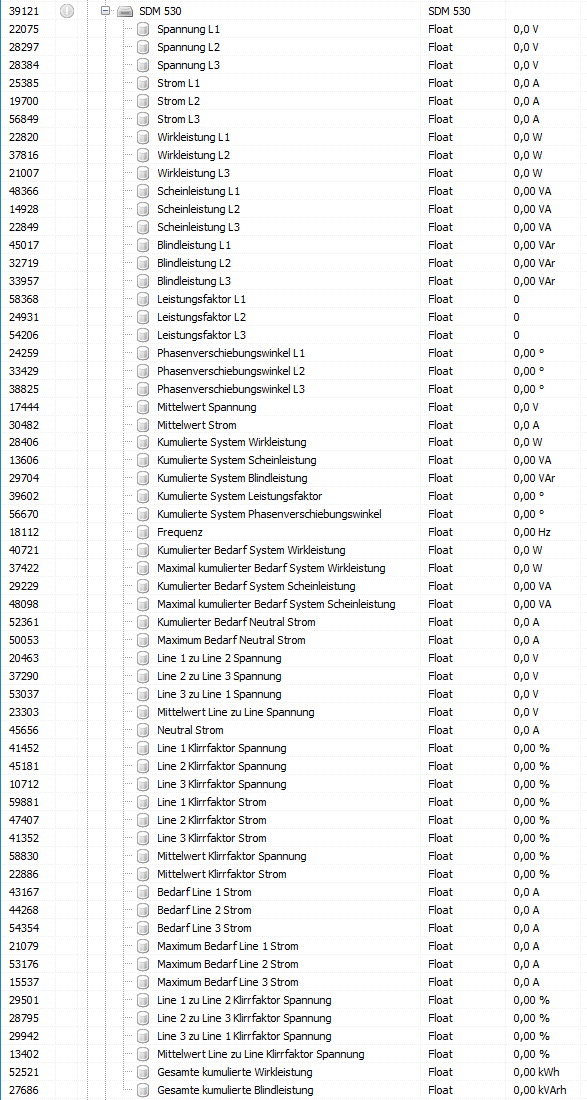 39121 SDM 530 SDM 530
22075 Spannung L1 Float 0,0 V
28297 Spannung L2 Float 0,0 V
28384 Spannung L3 Float 0,0 V
25385 Strom L1 Float 0,0 A
19700 Strom L2 Float 0,0 A
56849 Strom L3 Float 0,0 A
22820 Wirkleistung L1 Float 0,0 W
37816 Wirkleistung L2 Float 0,0 W
21007 Wirkleistung L3 Float 0,0 W
48366 Scheinleistung L1 Float 0,00 VA
14928 Scheinleistung L2 Float 0,00 VA
22849 Scheinleistung L3 Float 0,00 VA
45017 Blindleistung L1 Float 0,00 VAr
32719 Blindleistung L2 Float 0,00 VAr
33957 Blindleistung L3 Float 0,00 VAr
58368 Leistungsfaktor L1 Float 0
24931 Leistungsfaktor L2 Float 0
54206 Leistungsfaktor L3 Float 0
24259 Phasenverschiebungswinkel L1 Float 0,00 °
33429 Phasenverschiebungswinkel L2 Float 0,00 °
38825 Phasenverschiebungswinkel L3 Float 0,00 °
17444 Mittelwert Spannung Float 0,0 V
30482 Mittelwert Strom Float 0,0 A
28406 Kumulierte System Wirkleistung Float 0,0 W
13606 Kumulierte System Scheinleistung Float 0,00 VA
29704 Kumulierte System Blindleistung Float 0,00 VAr
39602 Kumulierte System Leistungsfaktor Float 0,00 °
56670 Kumulierte System Phasenverschiebungswinkel Float 0,00 °
18112 Frequenz Float 0,00 Hz
40721 Kumulierter Bedarf System Wirkleistung Float 0,0 W
37422 Maximal kumulierter Bedarf System Wirkleistung Float 0,0 W
29229 Kumulierter Bedarf System Scheinleistung Float 0,00 VA
48098 Maximal kumulierter Bedarf System Scheinleistung Float 0,00 VA
52361 Kumulierter Bedarf Neutral Strom Float 0,0 A
50053 Maximum Bedarf Neutral Strom Float 0,0 A
20463 Line 1 zu Line 2 Spannung Float 0,0 V
37290 Line 2 zu Line 3 Spannung Float 0,0 V
53037 Line 3 zu Line 1 Spannung Float 0,0 V
23303 Mittelwert Line zu Line Spannung Float 0,0 V
45656 Neutral Strom Float 0,0 A
41452 Line 1 Klirrfaktor Spannung Float 0,00 %
45181 Line 2 Klirrfaktor Spannung Float 0,00 %
10712 Line 3 Klirrfaktor Spannung Float 0,00 %
59881 Line 1 Klirrfaktor Strom Float 0,00 %
47407 Line 2 Klirrfaktor Strom Float 0,00 %
41352 Line 3 Klirrfaktor Strom Float 0,00 %
58830 Mittelwert Klirrfaktor Spannung Float 0,00 %
22886 Mittelwert Klirrfaktor Strom Float 0,00 %
43167 Bedarf Line 1 Strom Float 0,0 A
44268 Bedarf Line 2 Strom Float 0,0 A
54354 Bedarf Line 3 Strom Float 0,0 A
21079 Maximum Bedarf Line 1 Strom Float 0,0 A
53176 Maximum Bedarf Line 2 Strom Float 0,0 A
15537 Maximum Bedarf Line 3 Strom Float 0,0 A
29501 Line 1 zu Line 2 Klirrfaktor Spannung Float 0,00 %
28795 Line 2 zu Line 3 Klirrfaktor Spannung Float 0,00 %
29942 Line 3 zu Line 1 Klirrfaktor Spannung Float 0,00 %
13402 Mittelwert Line zu Line Klirrfaktor Spannung Float 0,00 %
52521 Gesamte kumulierte Wirkleistung Float 0,00 kWh
27686 Gesamte kumulierte Blindleistung Float 0,00 kVArh